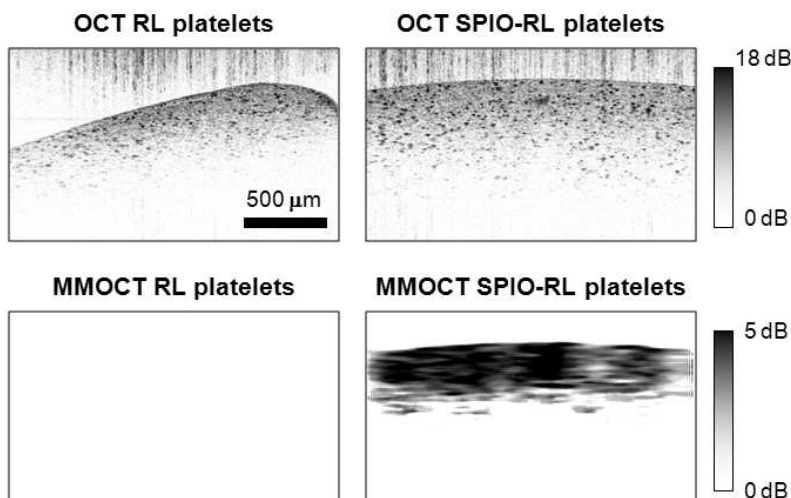 OCT RL platelets
OCT SPIO-RL platelets
18 dB
500 μm
0 dB
MMOCT RL platelets
MMOCT SPIO-RL platelets
5 dB
0 dB